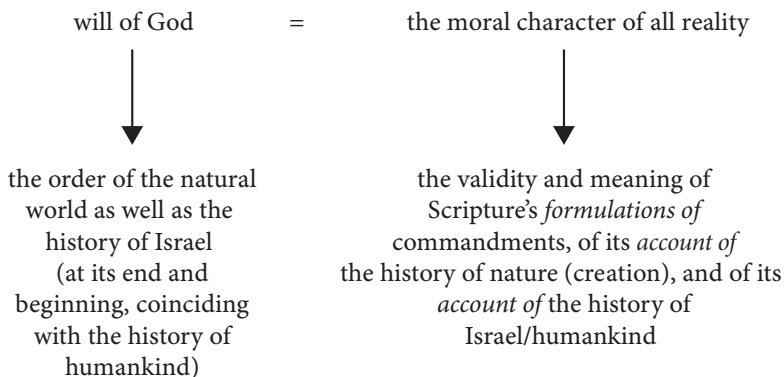 will of God = the moral character of all reality
the order of the natural
world as well as the
history of Israel
(at its end and
beginning, coinciding
with the history of
humankind)
the validity and meaning of
Scripture’s formulations of
commandments, of its account of
the history of nature (creation), and of its
account of the history of
Israel/humankind